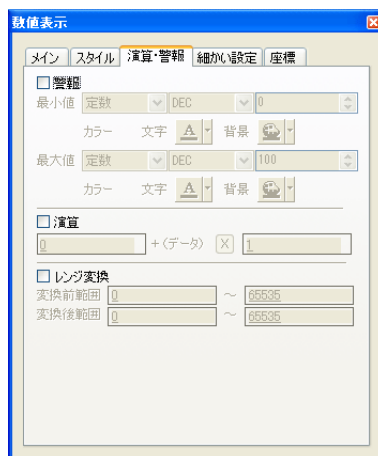 数値表示
メイン スタイル 演算・警報 細かい設定 座標
警報
最小値 定数 DEC 0
カラー 文字 A 背景
最大値 定数 DEC 100
カラー 文字 A 背景
演算
0 +(データ) X 1
レンジ変換
変換前範囲 0 ～ 65535
変換後範囲 0 ～ 65535